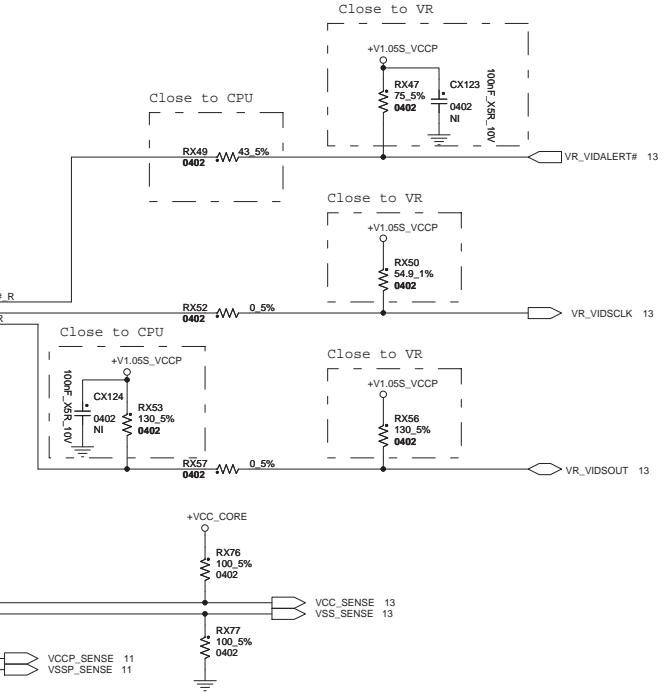 Close to VR
+V1.05S_VCCP
RX47
75_5%
0402
CX123
0402
NI
100nF_X5R_10V
Close to CPU
RX49
0402
43_5%
VR_VIDALERT# 13
Close to VR
+V1.05S_VCCP
RX50
54.9_1%
0402
#_R
RX52
0402
0_5%
VR_VIDSCLK 13
R
Close to CPU
+V1.05S_VCCP
100nF_X5R_10V
CX124
0402
NI
RX53
130_5%
0402
Close to VR
+V1.05S_VCCP
RX56
130_5%
0402
RX57
0402
0_5%
VR_VIDSOUT 13
+VCC_CORE
RX76
100_5%
0402
VCC_SENSE 13
VSS_SENSE 13
RX77
100_5%
0402
VCCP_SENSE 11
VSSP_SENSE 11